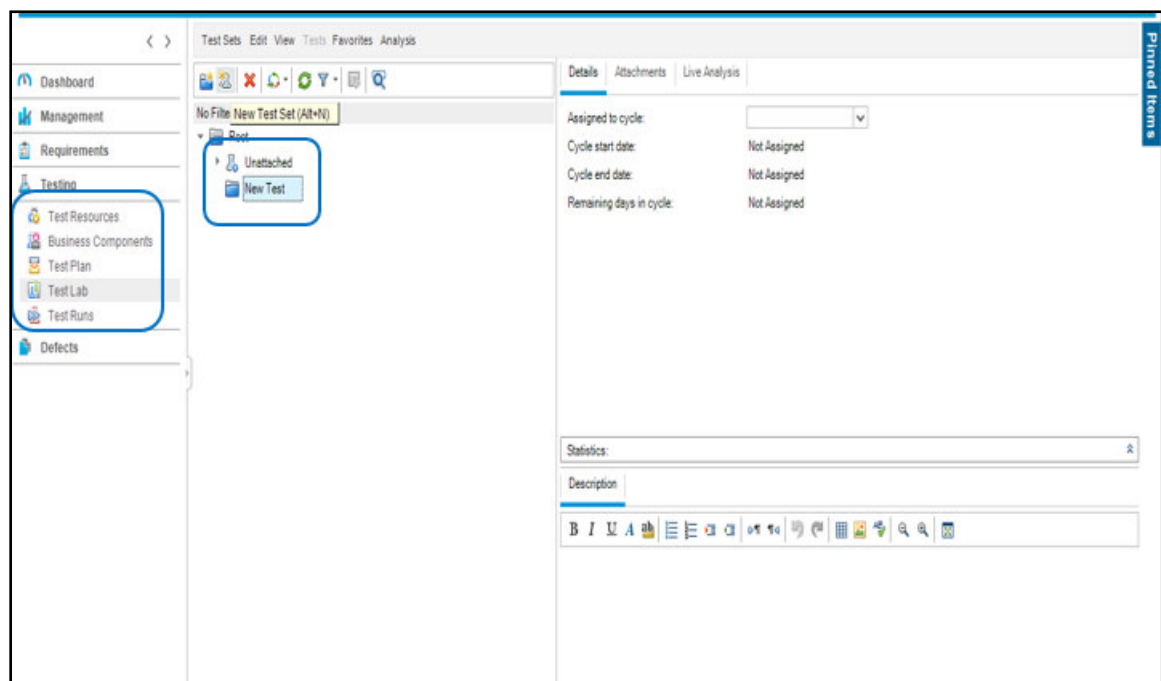 Test Sets Edit View Tests Favorites Analysis
Dashboard
Management
Requirements
Testing
Test Resources
Business Components
Test Plan
Test Lab
Test Runs
Defects
No Filte
New Test Set (Alt+N)
Root
Unattached
New Test
Details Attachments Live Analysis
Assigned to cycle:
Cycle start date: Not Assigned
Cycle end date: Not Assigned
Remaining days in cycle: Not Assigned
Statistics:
Description
B I U A ab
Pinned Items